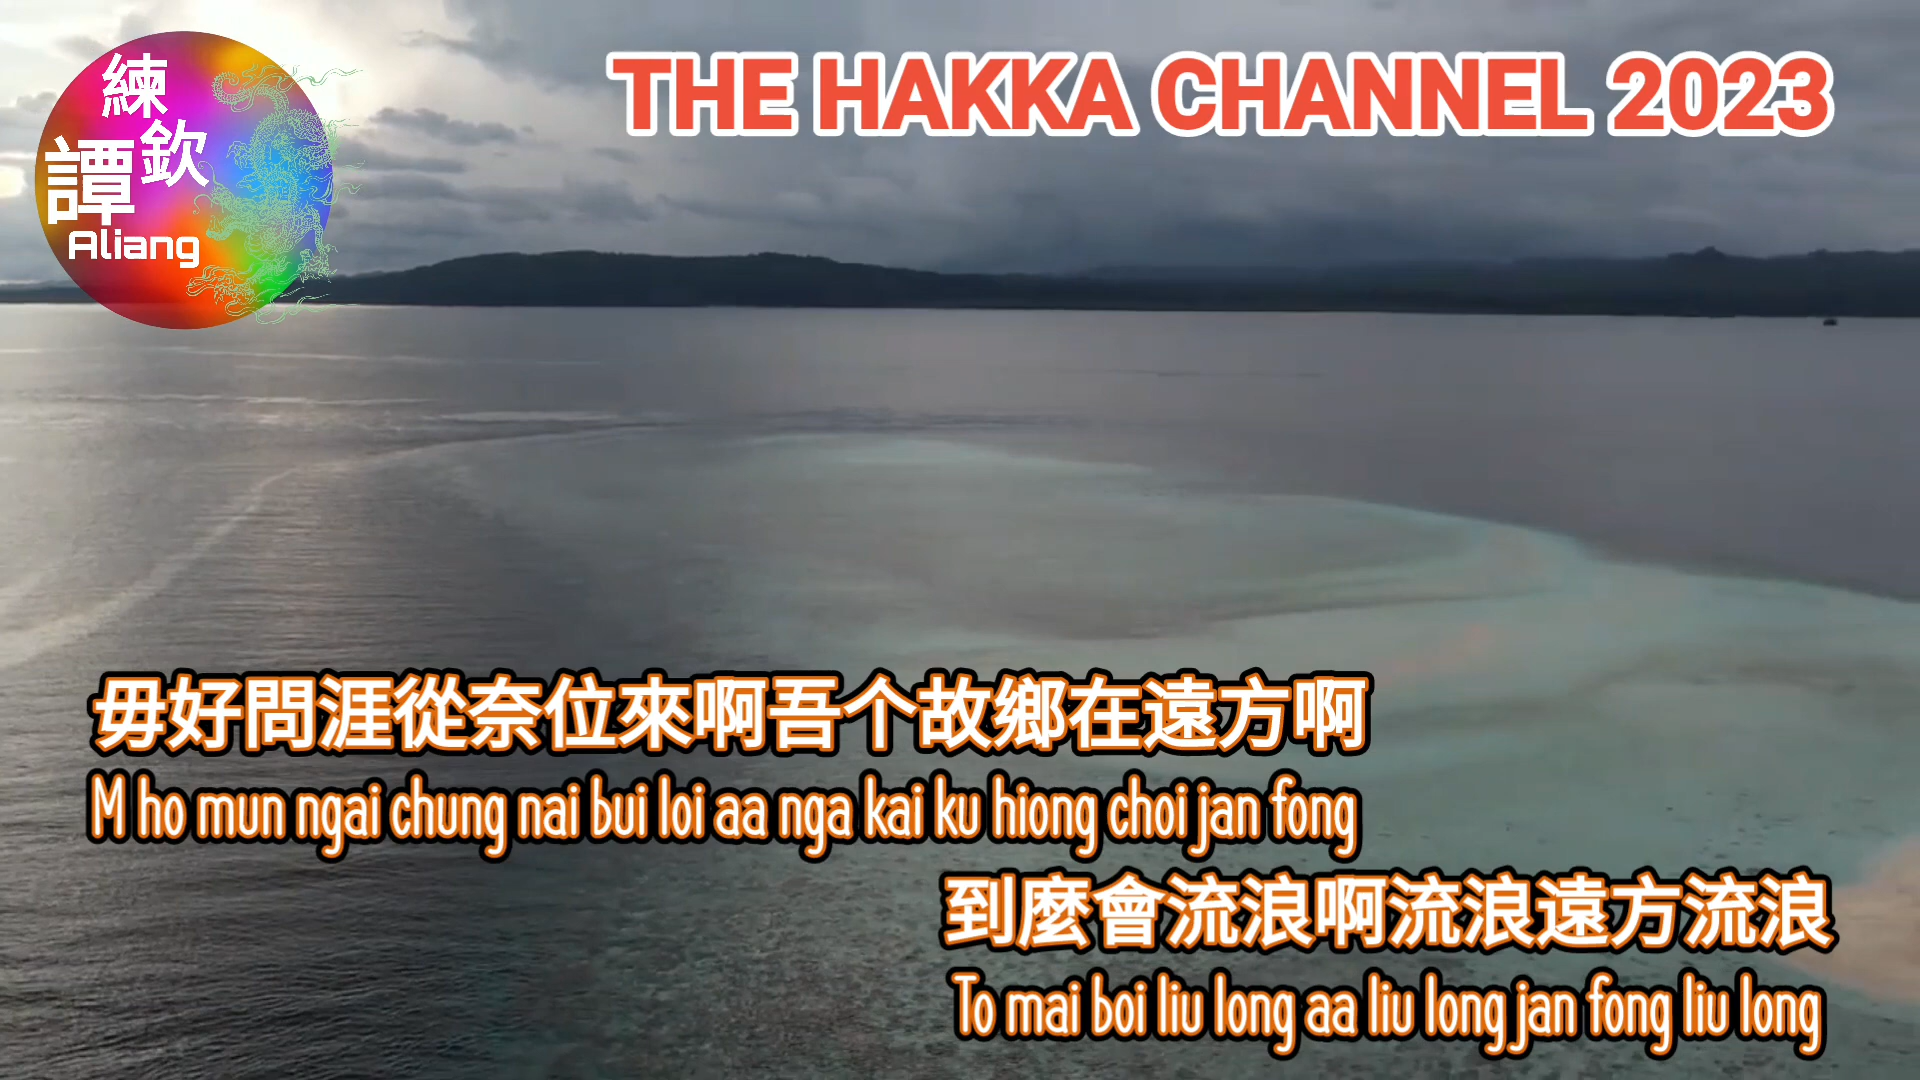 練
欽
譚
Aliang
THE HAKKA CHANNEL 2023
毋好問涯從奈位來啊吾个故鄉在遠方啊
M ho mun ngai chung nai bui loi aa nga kai ku hiong choi jan fong
到麼會流浪啊流浪遠方流浪
To mai boi liu long aa liu long jan fong liu long